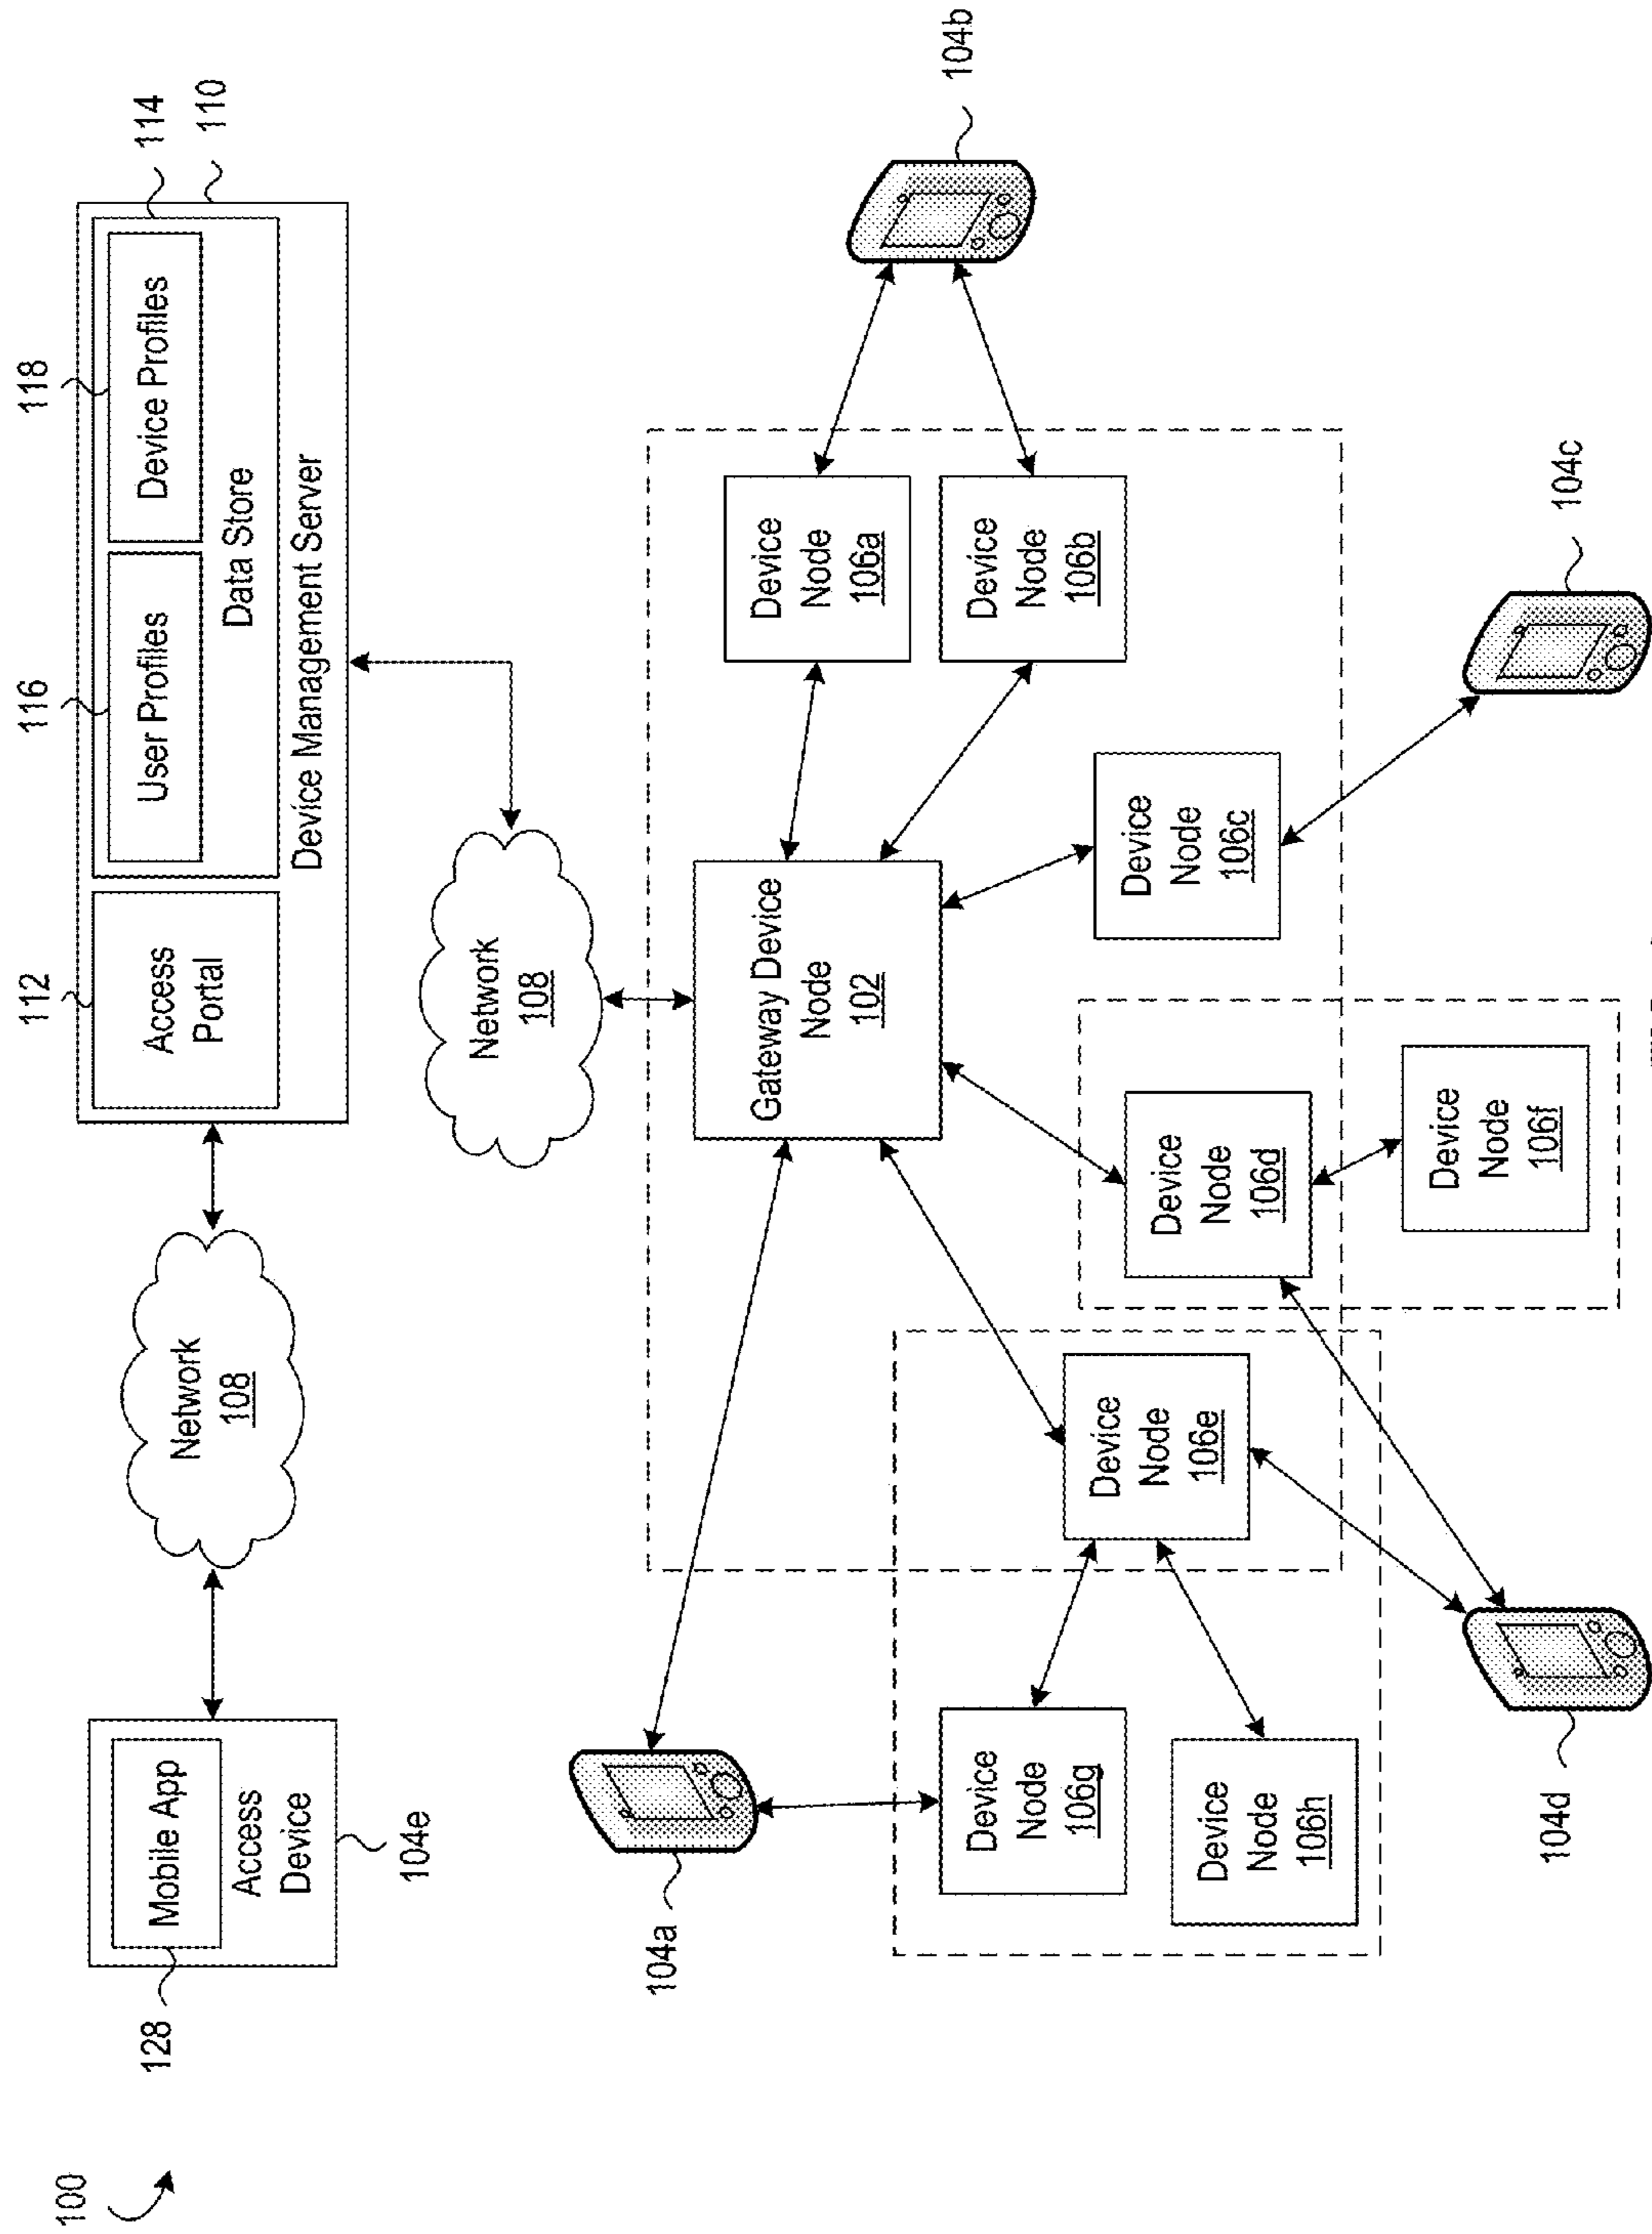 100
128
Mobile App
Access
Device
104e
Network
108
112
Access
Portal
116
User Profiles
118
Device Profiles
114
Data Store
110
Device Management Server
Network
108
Gateway Device
Node
102
104a
104b
Device
Node
106a
Device
Node
106b
Device
Node
106c
104c
Device
Node
106d
Device
Node
106e
Device
Node
106f
Device
Node
106g
Device
Node
106h
104d